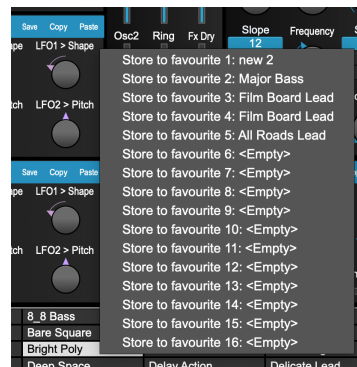 Save Copy Paste
Osc2 Ring Fx Dry
Slope Frequency
12
LFO1 > Shape
LFO2 > Pitch
Save Copy Paste
LFO1 > Shape
LFO2 > Pitch
Store to favourite 1: new 2
Store to favourite 2: Major Bass
Store to favourite 3: Film Board Lead
Store to favourite 4: Film Board Lead
Store to favourite 5: All Roads Lead
Store to favourite 6: <Empty>
Store to favourite 7: <Empty>
Store to favourite 8: <Empty>
Store to favourite 9: <Empty>
Store to favourite 10: <Empty>
Store to favourite 11: <Empty>
Store to favourite 12: <Empty>
Store to favourite 13: <Empty>
Store to favourite 14: <Empty>
Store to favourite 15: <Empty>
Store to favourite 16: <Empty>
8_8 Bass
Bare Square
Bright Poly
Deep Space Delay Action Delicate Lead